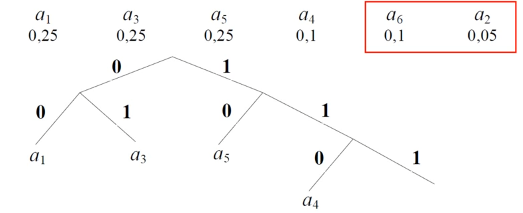 a1 a3 a5 a4 a6 a2
0,25 0,25 0,25 0,1 0,1 0,05
0 1
0 1 0 1
a1 a3 a5 0 1
a4